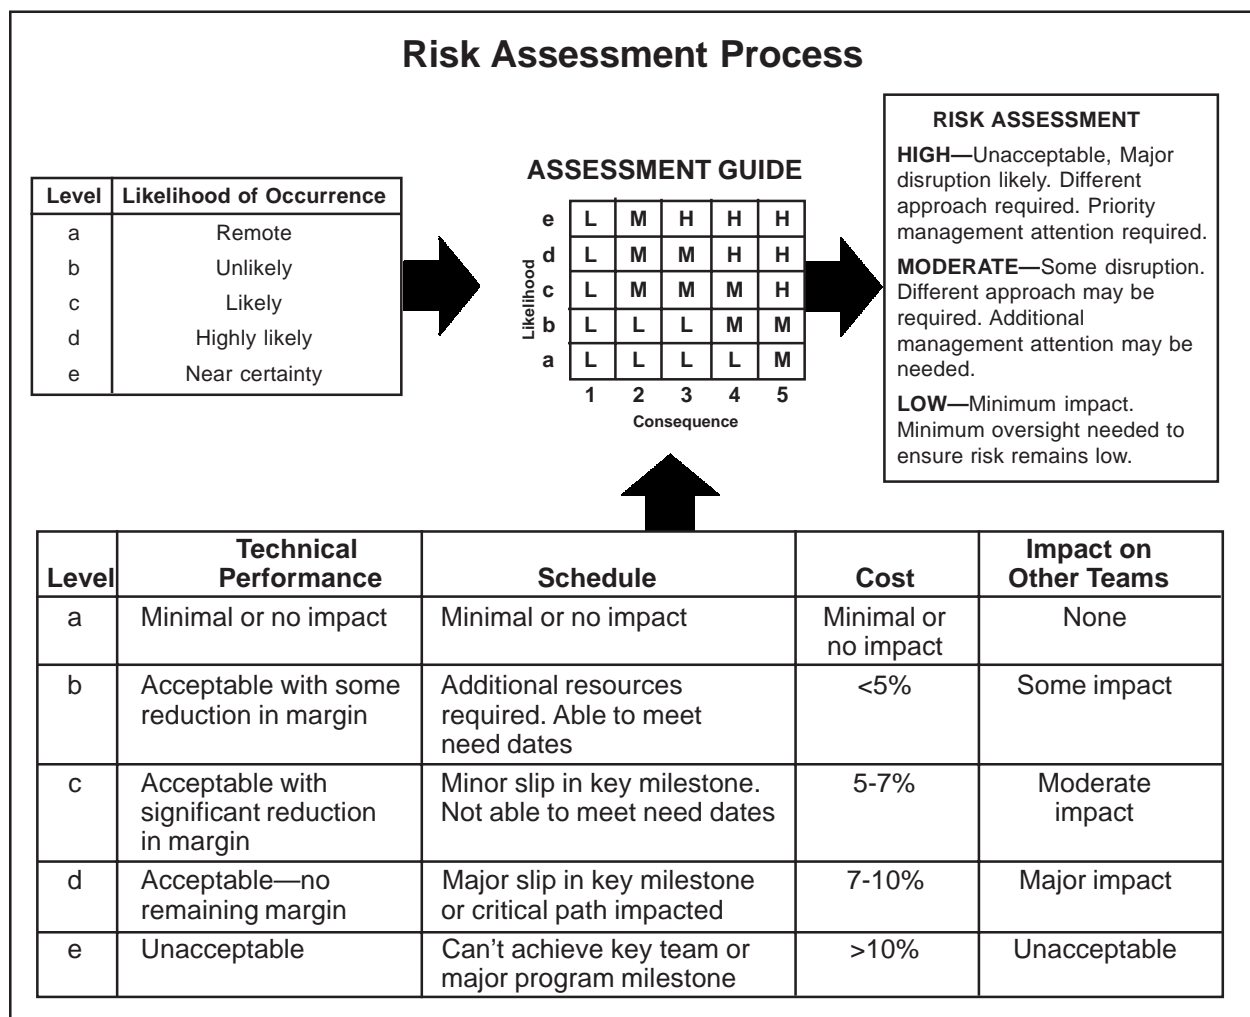 Risk Assessment Process
Level Likelihood of Occurrence
a Remote
b Unlikely
c Likely
d Highly likely
e Near certainty
ASSESSMENT GUIDE
Likelihood
e L M H H H
d L M M H H
c L M M M H
b L L L M M
a L L L L M
1 2 3 4 5
Consequence
RISK ASSESSMENT
HIGH—Unacceptable, Major
disruption likely. Different
approach required. Priority
management attention required.
MODERATE—Some disruption.
Different approach may be
required. Additional
management attention may be
needed.
LOW—Minimum impact.
Minimum oversight needed to
ensure risk remains low.
Level Technical Performance Schedule Cost Impact on Other Teams
a Minimal or no impact Minimal or no impact Minimal or no impact None
b Acceptable with some reduction in margin Additional resources required. Able to meet need dates <5% Some impact
c Acceptable with significant reduction in margin Minor slip in key milestone. Not able to meet need dates 5-7% Moderate impact
d Acceptable—no remaining margin Major slip in key milestone or critical path impacted 7-10% Major impact
e Unacceptable Can't achieve key team or major program milestone >10% Unacceptable